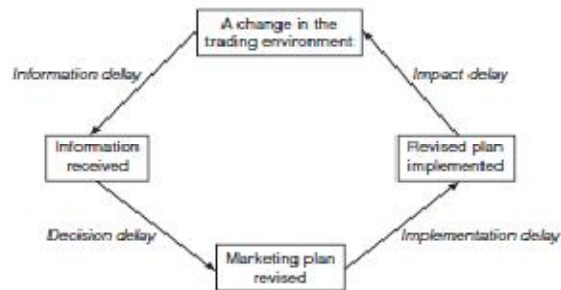 A change in the
trading environment
Information delay
Impact delay
Information
received
Revised plan
implemented
Decision delay
Implementation delay
Marketing plan
revised